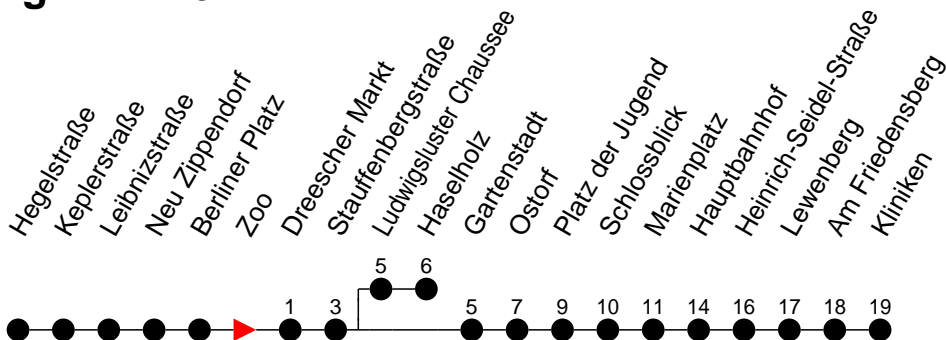 Hegelstraße
Keplerstraße
Leibnizstraße
Neu Zippendorf
Berliner Platz
Zoo
Dreescher Markt
Stauffenbergstraße
Ludwigsluster Chaussee
Haselholz
Gartenstadt
Ostorf
Platz der Jugend
Schlossblick
Marienplatz
Hauptbahnhof
Heinrich-Seidel-Straße
Lewenberg
Am Friedensberg
Kliniken
5 6
1 3 5 7 9 10 11 14 16 17 18 19